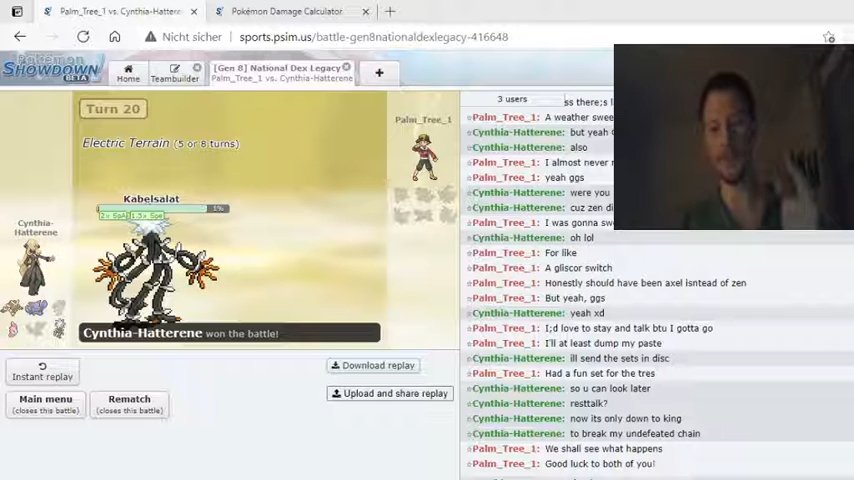 Palm_Tree_1 vs. Cynthia-Hatterene
Pokémon Damage Calculator
Nicht sicher
sports.psim.us/battle-gen8nationaldexlegacy-416648
Pokémon
SHOWDOWN
BETA
Home
Teambuilder
[Gen 8] National Dex Legacy
Palm_Tree_1 vs. Cynthia-Hatterene
Turn 20
Electric Terrain (5 or 8 turns)
Palm_Tree_1
Kabelsalat
Cynthia-
Hatterene
Cynthia-Hatterene won the battle!
Instant replay
Download replay
Upload and share replay
Main menu
(closes this battle)
Rematch
(closes this battle)
3 users
☆Palm_Tree_1: A weather swee
☆Cynthia-Hatterene: but yeah
☆Cynthia-Hatterene: also
☆Palm_Tree_1: I almost never
☆Palm_Tree_1: yeah ggs
☆Cynthia-Hatterene: were you
☆Cynthia-Hatterene: cuz zen di
☆Palm_Tree_1: I was gonna sw
☆Cynthia-Hatterene: oh lol
☆Palm_Tree_1: For like
☆Palm_Tree_1: A gliscor switch
☆Palm_Tree_1: Honestly should have been axel isntead of zen
☆Palm_Tree_1: But yeah, ggs
☆Cynthia-Hatterene: yeah xd
☆Palm_Tree_1: I;d love to stay and talk btu I gotta go
☆Palm_Tree_1: I'll at least dump my paste
☆Cynthia-Hatterene: ill send the sets in disc
☆Palm_Tree_1: Had a fun set for the tres
☆Cynthia-Hatterene: so u can look later
☆Cynthia-Hatterene: resttalk?
☆Cynthia-Hatterene: now its only down to king
☆Cynthia-Hatterene: to break my undefeated chain
☆Palm_Tree_1: We shall see what happens
☆Palm_Tree_1: Good luck to both of you!